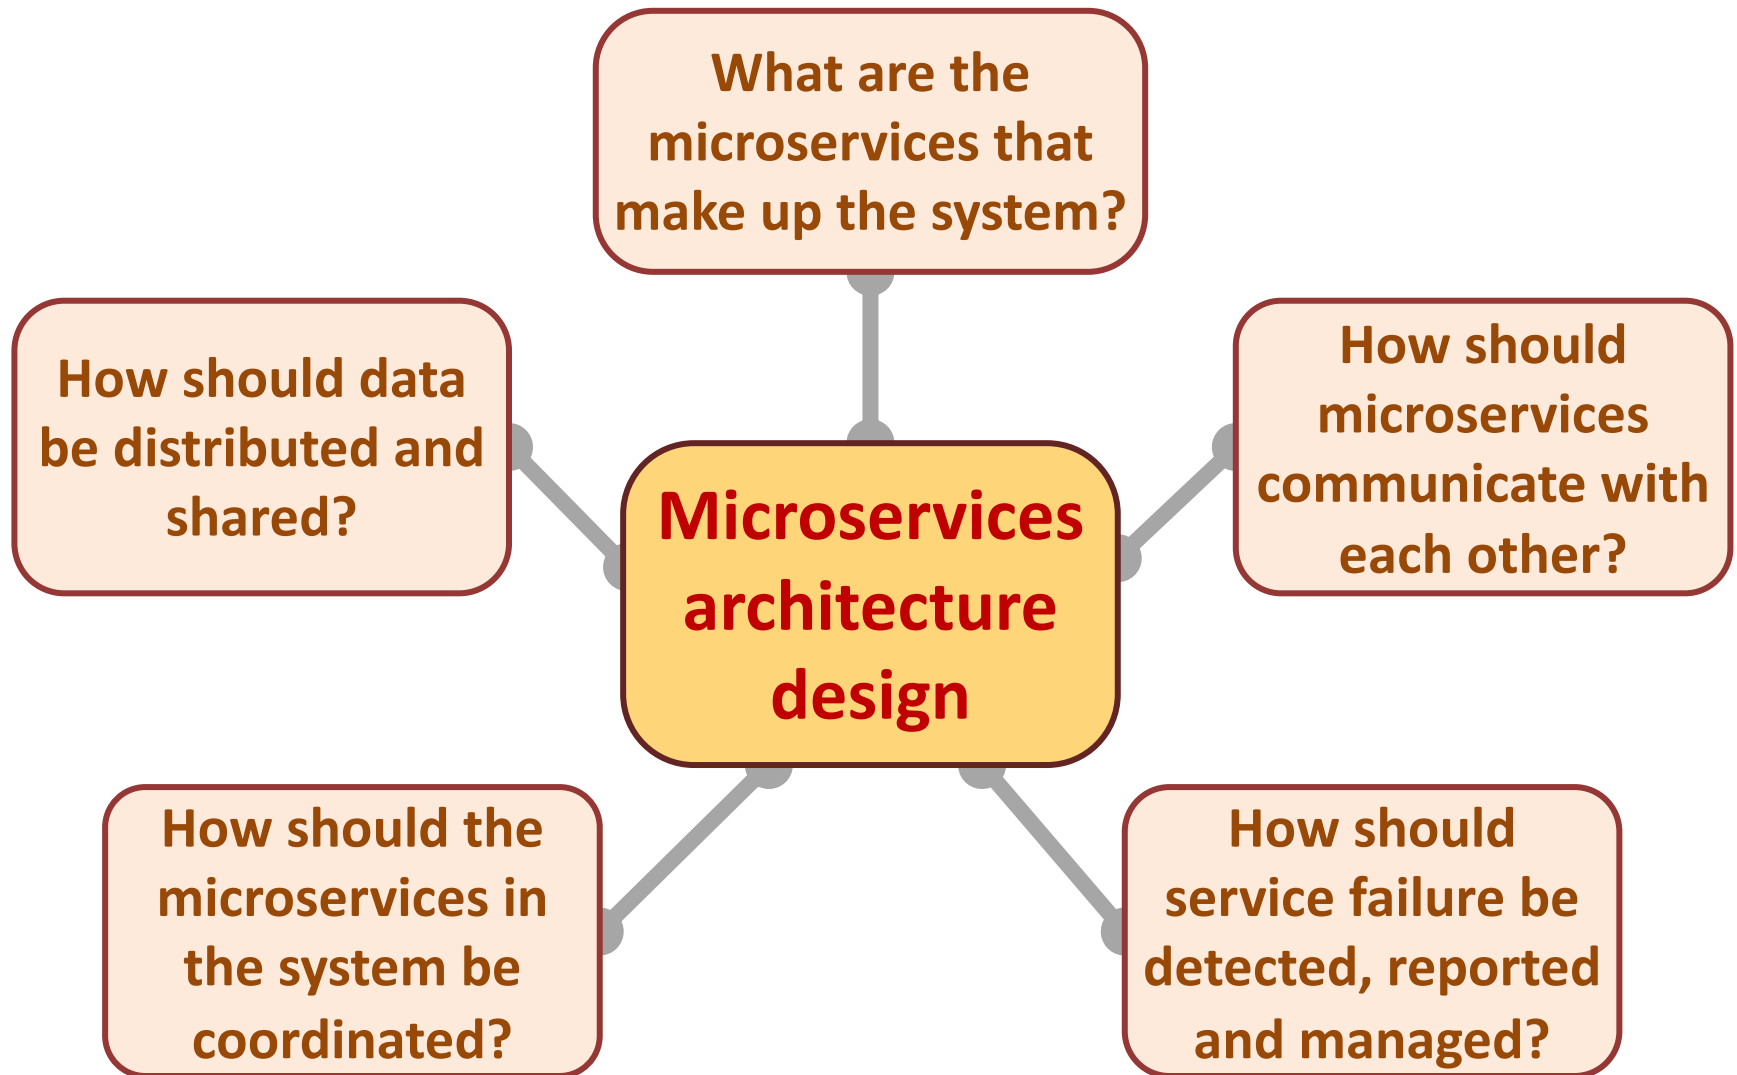 What are the
microservices that
make up the system?
How should data
be distributed and
shared?
How should
microservices
communicate with
each other?
Microservices
architecture
design
How should the
microservices in
the system be
coordinated?
How should
service failure be
detected, reported
and managed?